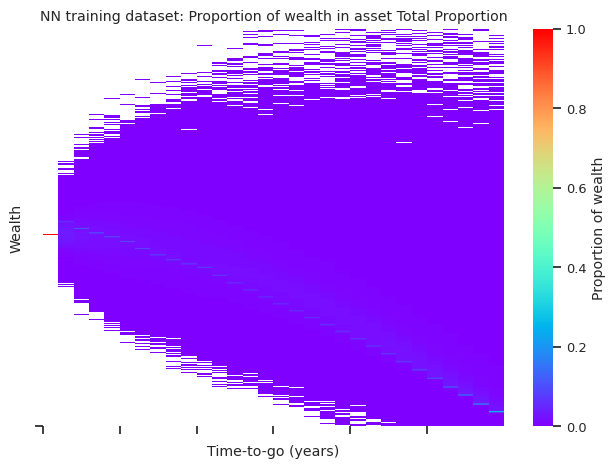 NN training dataset: Proportion of wealth in asset Total Proportion
Wealth
Time-to-go (years)
1.0
0.8
0.6
0.4
0.2
0.0
Proportion of wealth